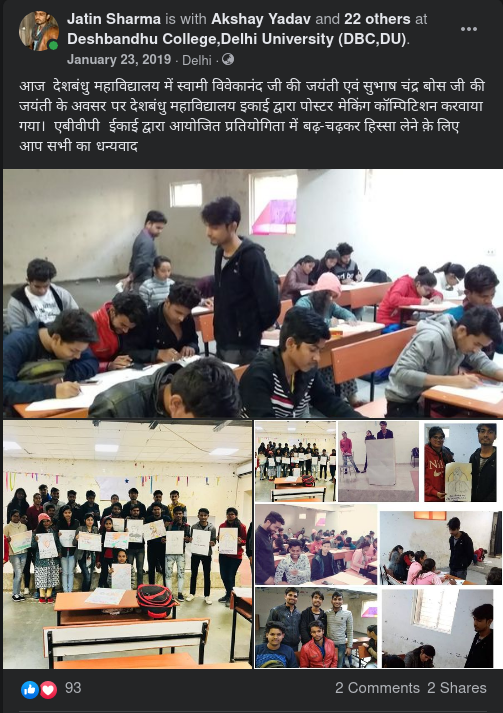 Jatin Sharma is with Akshay Yadav and 22 others at
Deshbandhu College,Delhi University (DBC,DU).
January 23, 2019 · Delhi ·
आज देशबंधु महाविद्यालय में स्वामी विवेकानंद जी की जयंती एवं सुभाष चंद्र बोस जी की
जयंती के अवसर पर देशबंधु महाविद्यालय इकाई द्वारा पोस्टर मेकिंग कॉम्पिटिशन करवाया
गया। एबीवीपी ईकाई द्वारा आयोजित प्रतियोगिता में बढ़-चढ़कर हिस्सा लेने क़े लिए
आप सभी का धन्यवाद
93
2 Comments 2 Shares